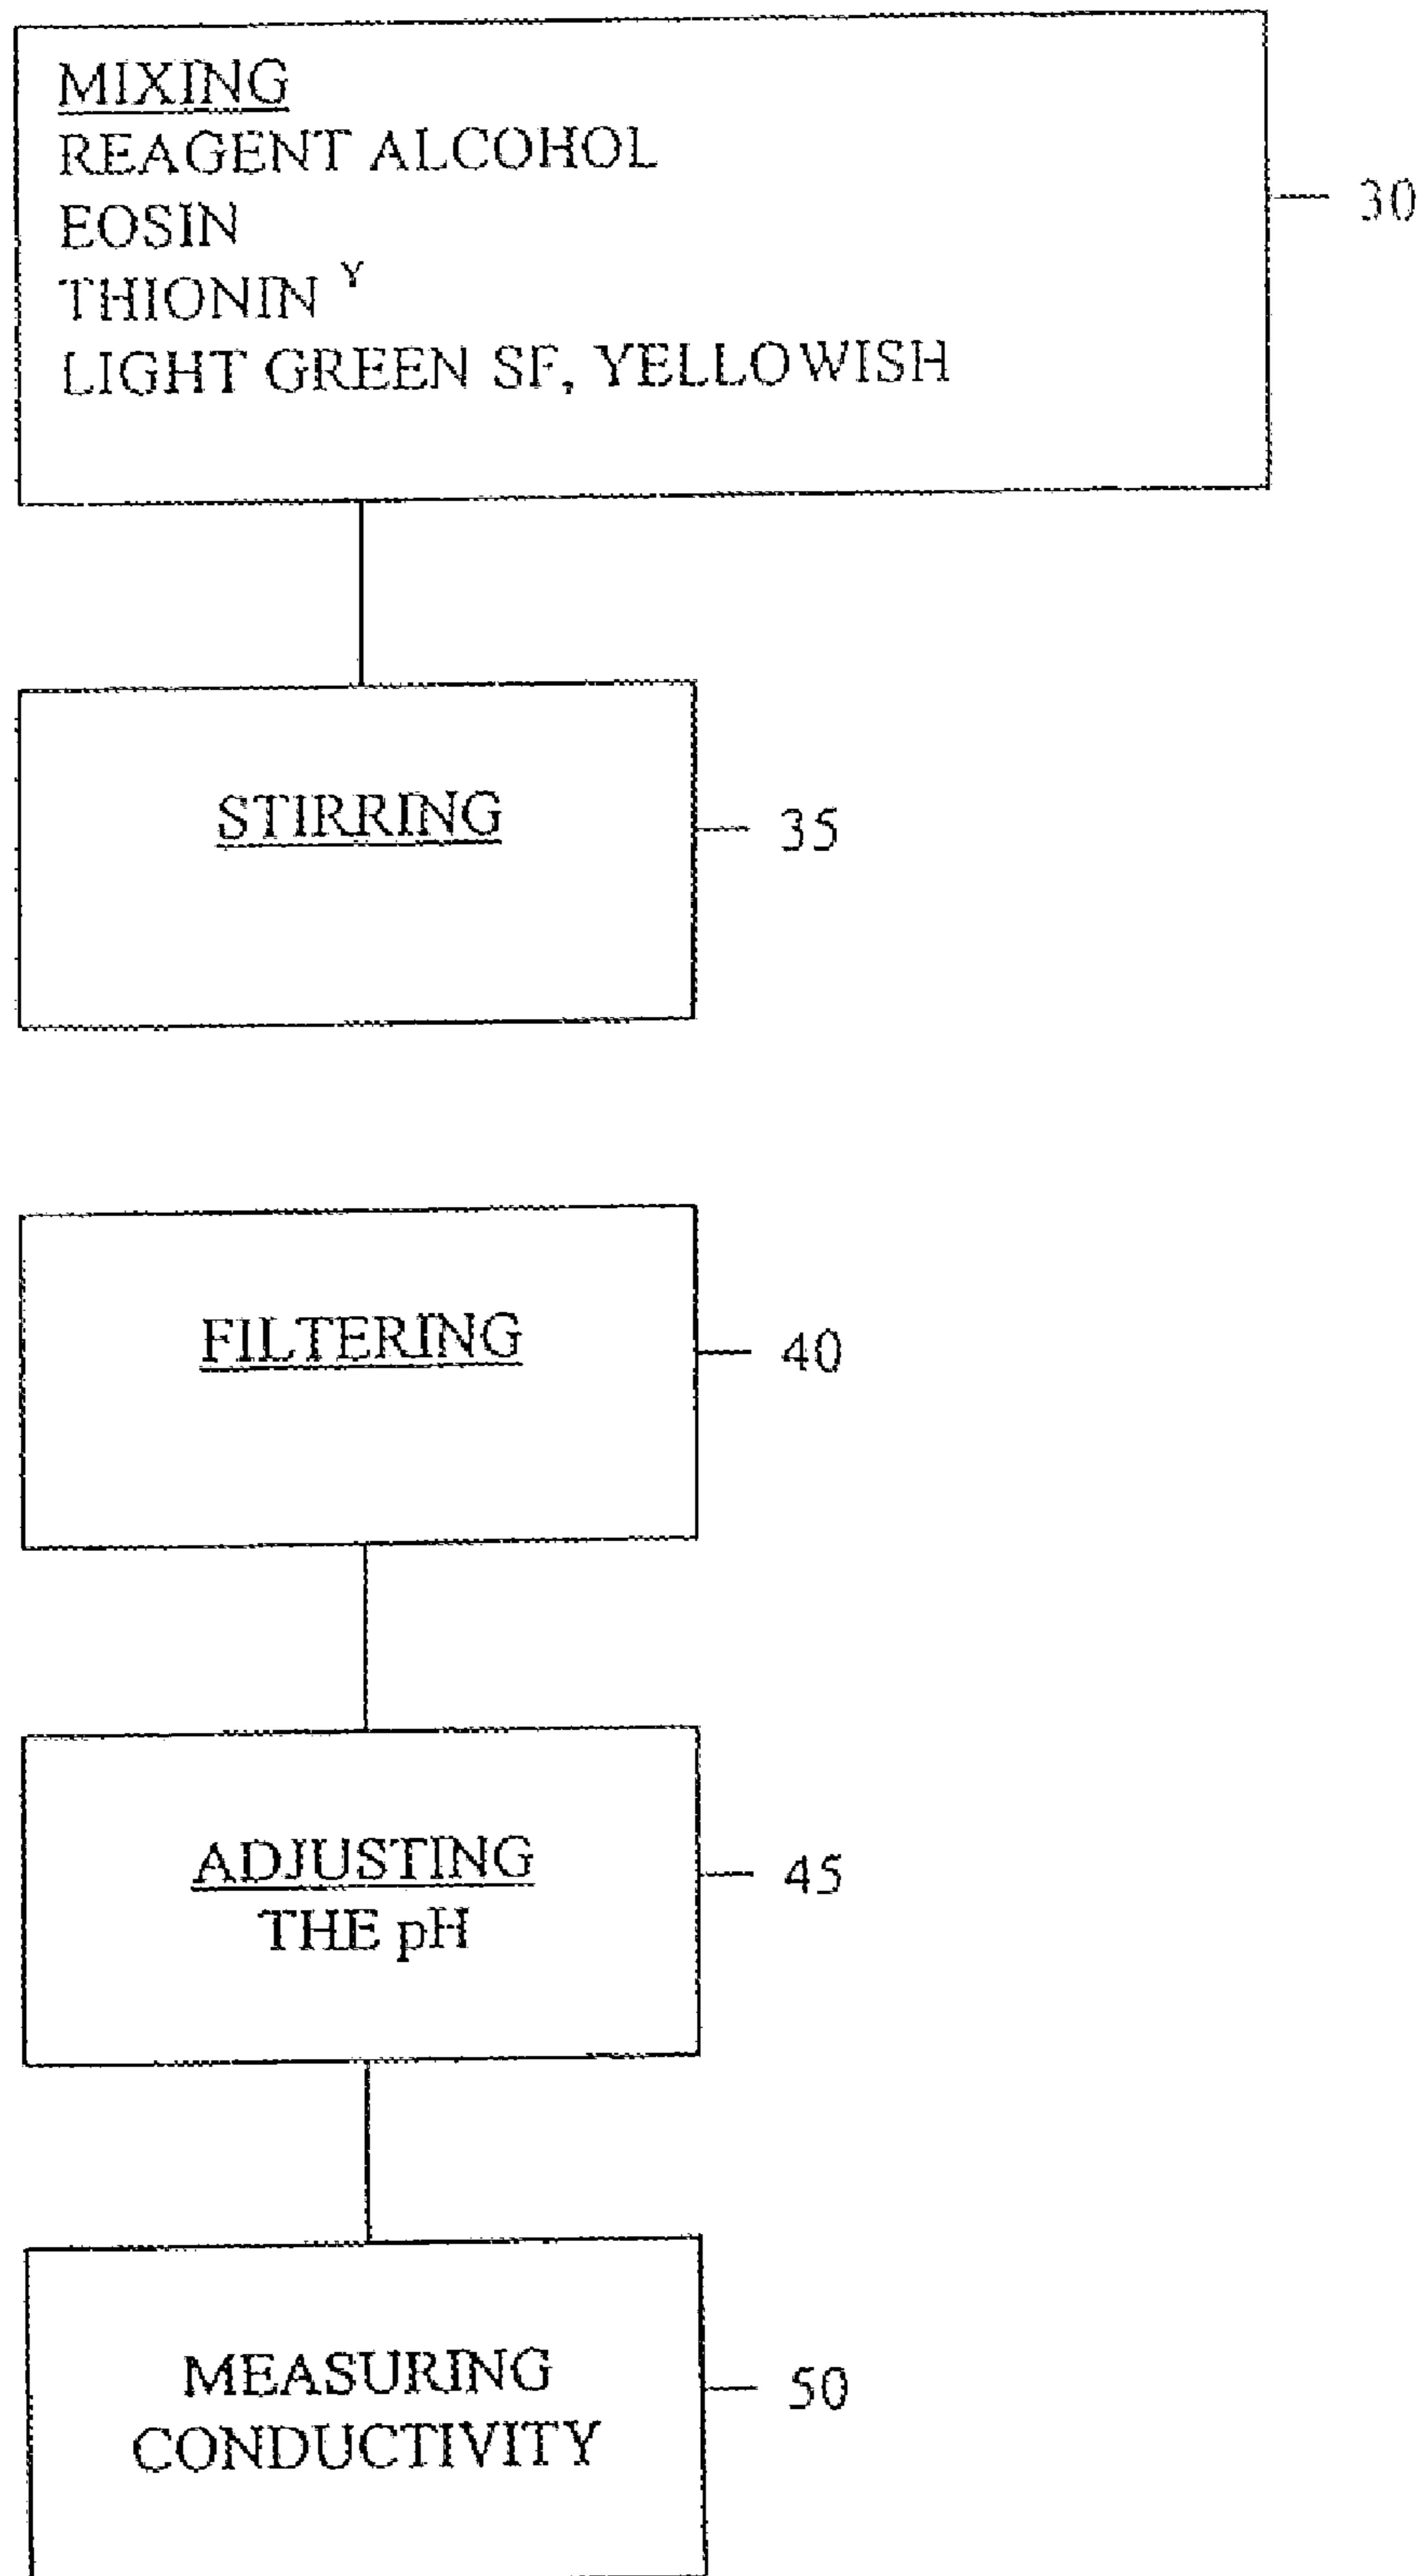 MIXING
REAGENT ALCOHOL
30
EOSIN
THIONIN Y
LIGHT GREEN SF, YELLOWISH
STIRRING
35
FILTERING
40
ADJUSTING
45
THE pH
MEASURING
50
CONDUCTIVITY